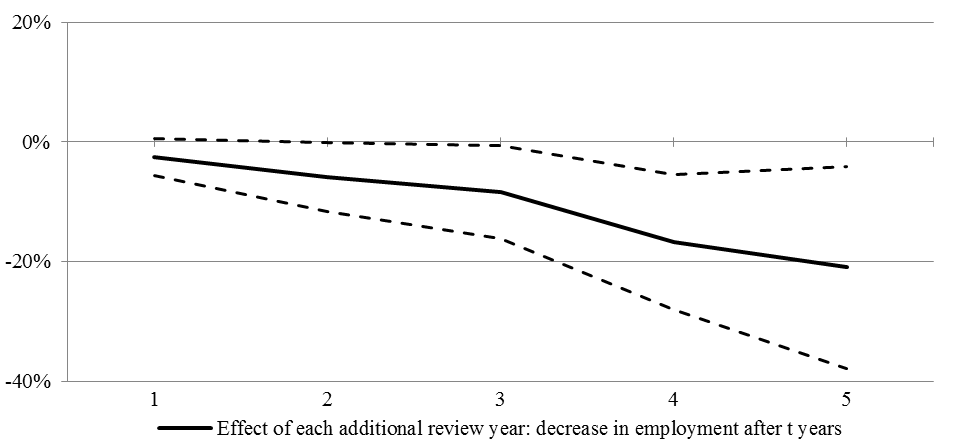 20%
0%
-20%
-40%
1 2 3 4 5
Effect of each additional review year: decrease in employment after t years